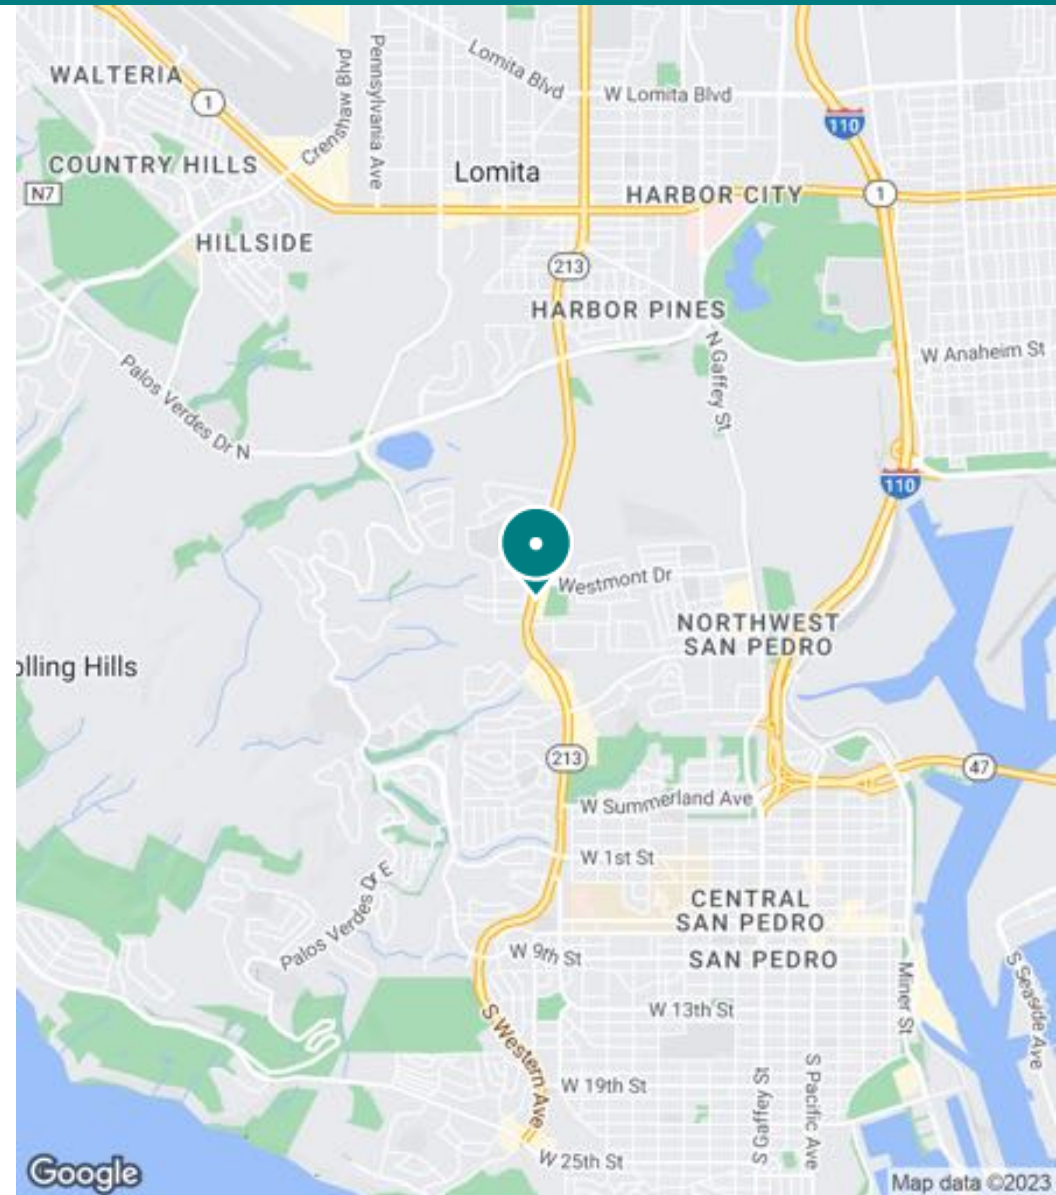 Lomita Blvd
W Lomita Blvd
WALTERIA
Crenshaw Blvd
Pennsylvania Ave
1
110
COUNTRY HILLS
Lomita
N7
HARBOR CITY
1
HILLSIDE
213
HARBOR PINES
N Gaffey St
W Anaheim St
Palos Verdes Dr N
110
Westmont Dr
NORTHWEST
SAN PEDRO
olling Hills
213
47
W Summerland Ave
W 1st St
CENTRAL
SAN PEDRO
Palos Verdes Dr E
W 9th St
SAN PEDRO
Miner St
S Seaside Ave
W 13th St
S Western Ave
W 19th St
S Gaffey St
S Pacific Ave
W 25th St
Google
Map data ©2023